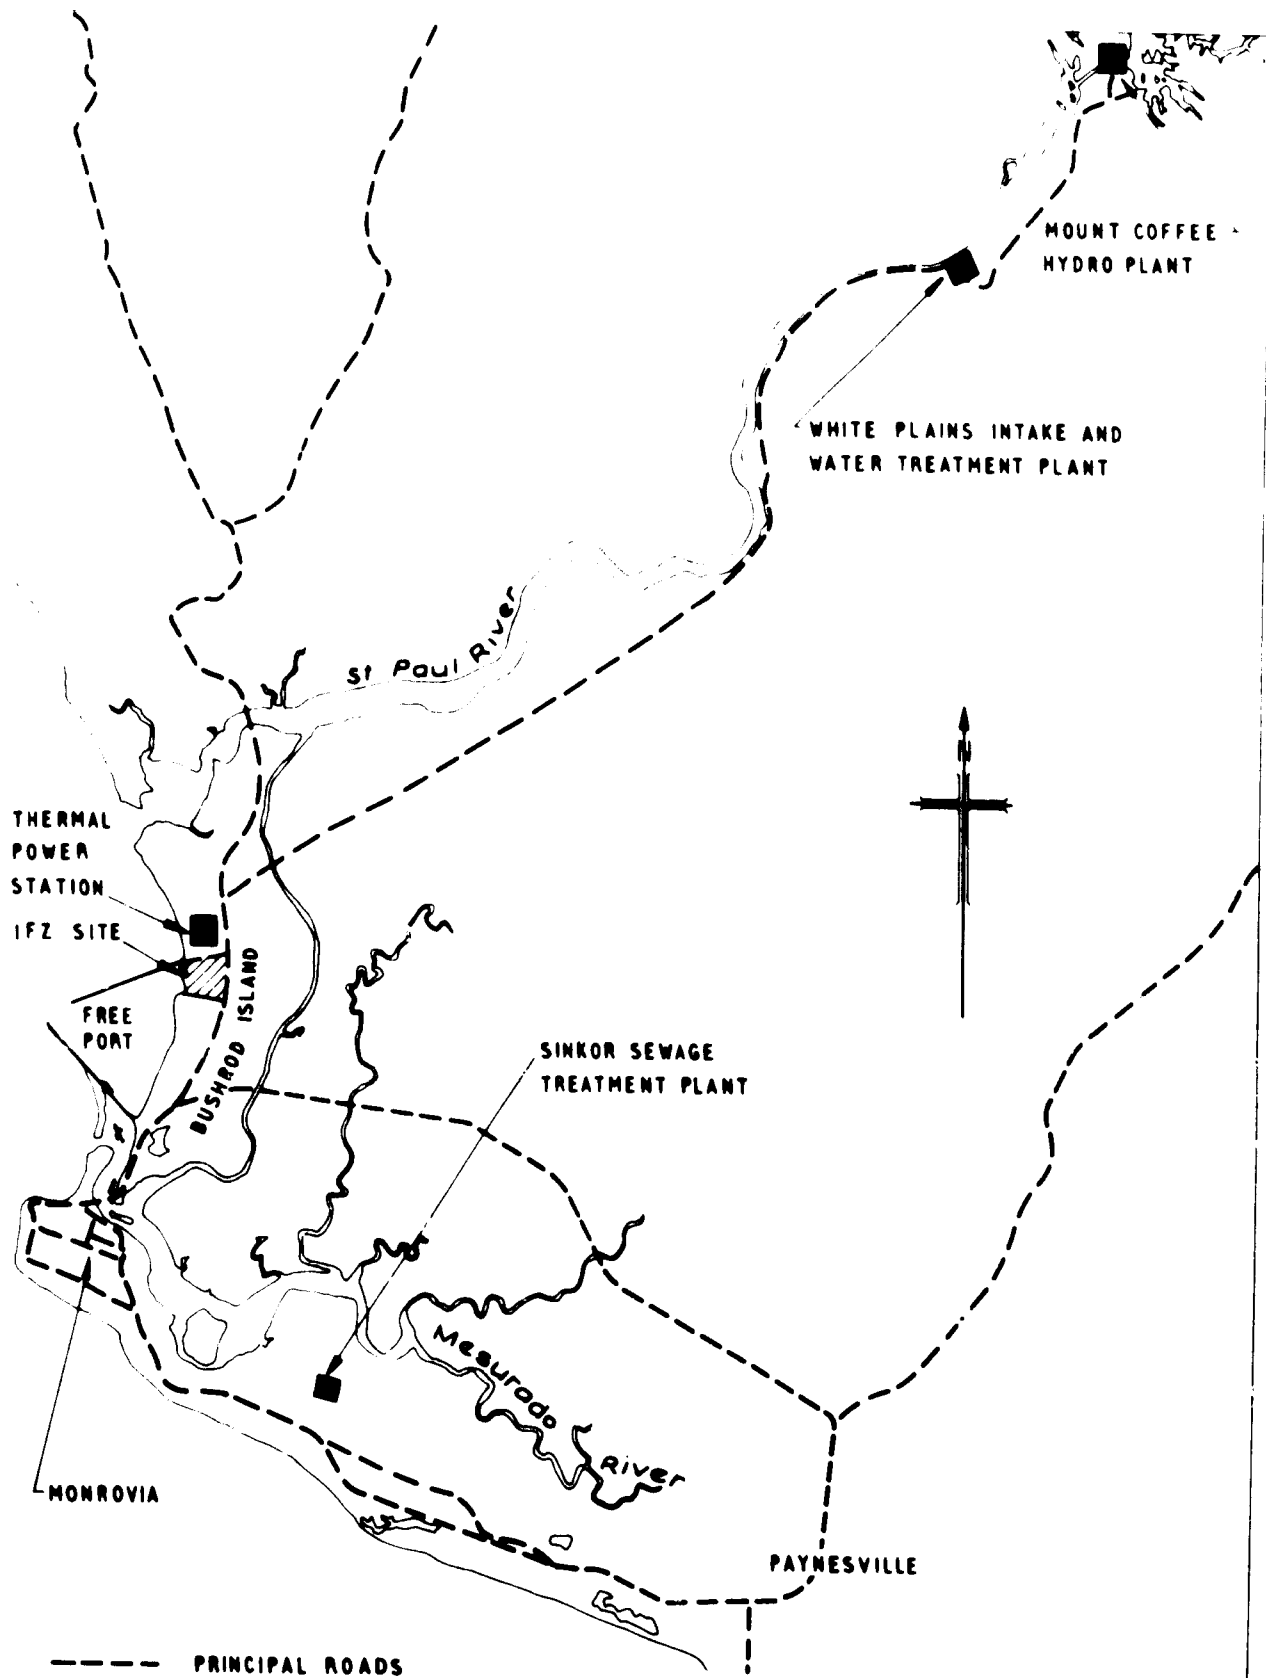 MOUNT COFFEE
HYDRO PLANT
WHITE PLAINS INTAKE AND
WATER TREATMENT PLANT
St Paul River
N
THERMAL
POWER
STATION
IFZ SITE
FREE
PORT
BUSHROD ISLAND
SINKOR SEWAGE
TREATMENT PLANT
Mesurado River
MONROVIA
PAYNESVILLE
PRINCIPAL ROADS